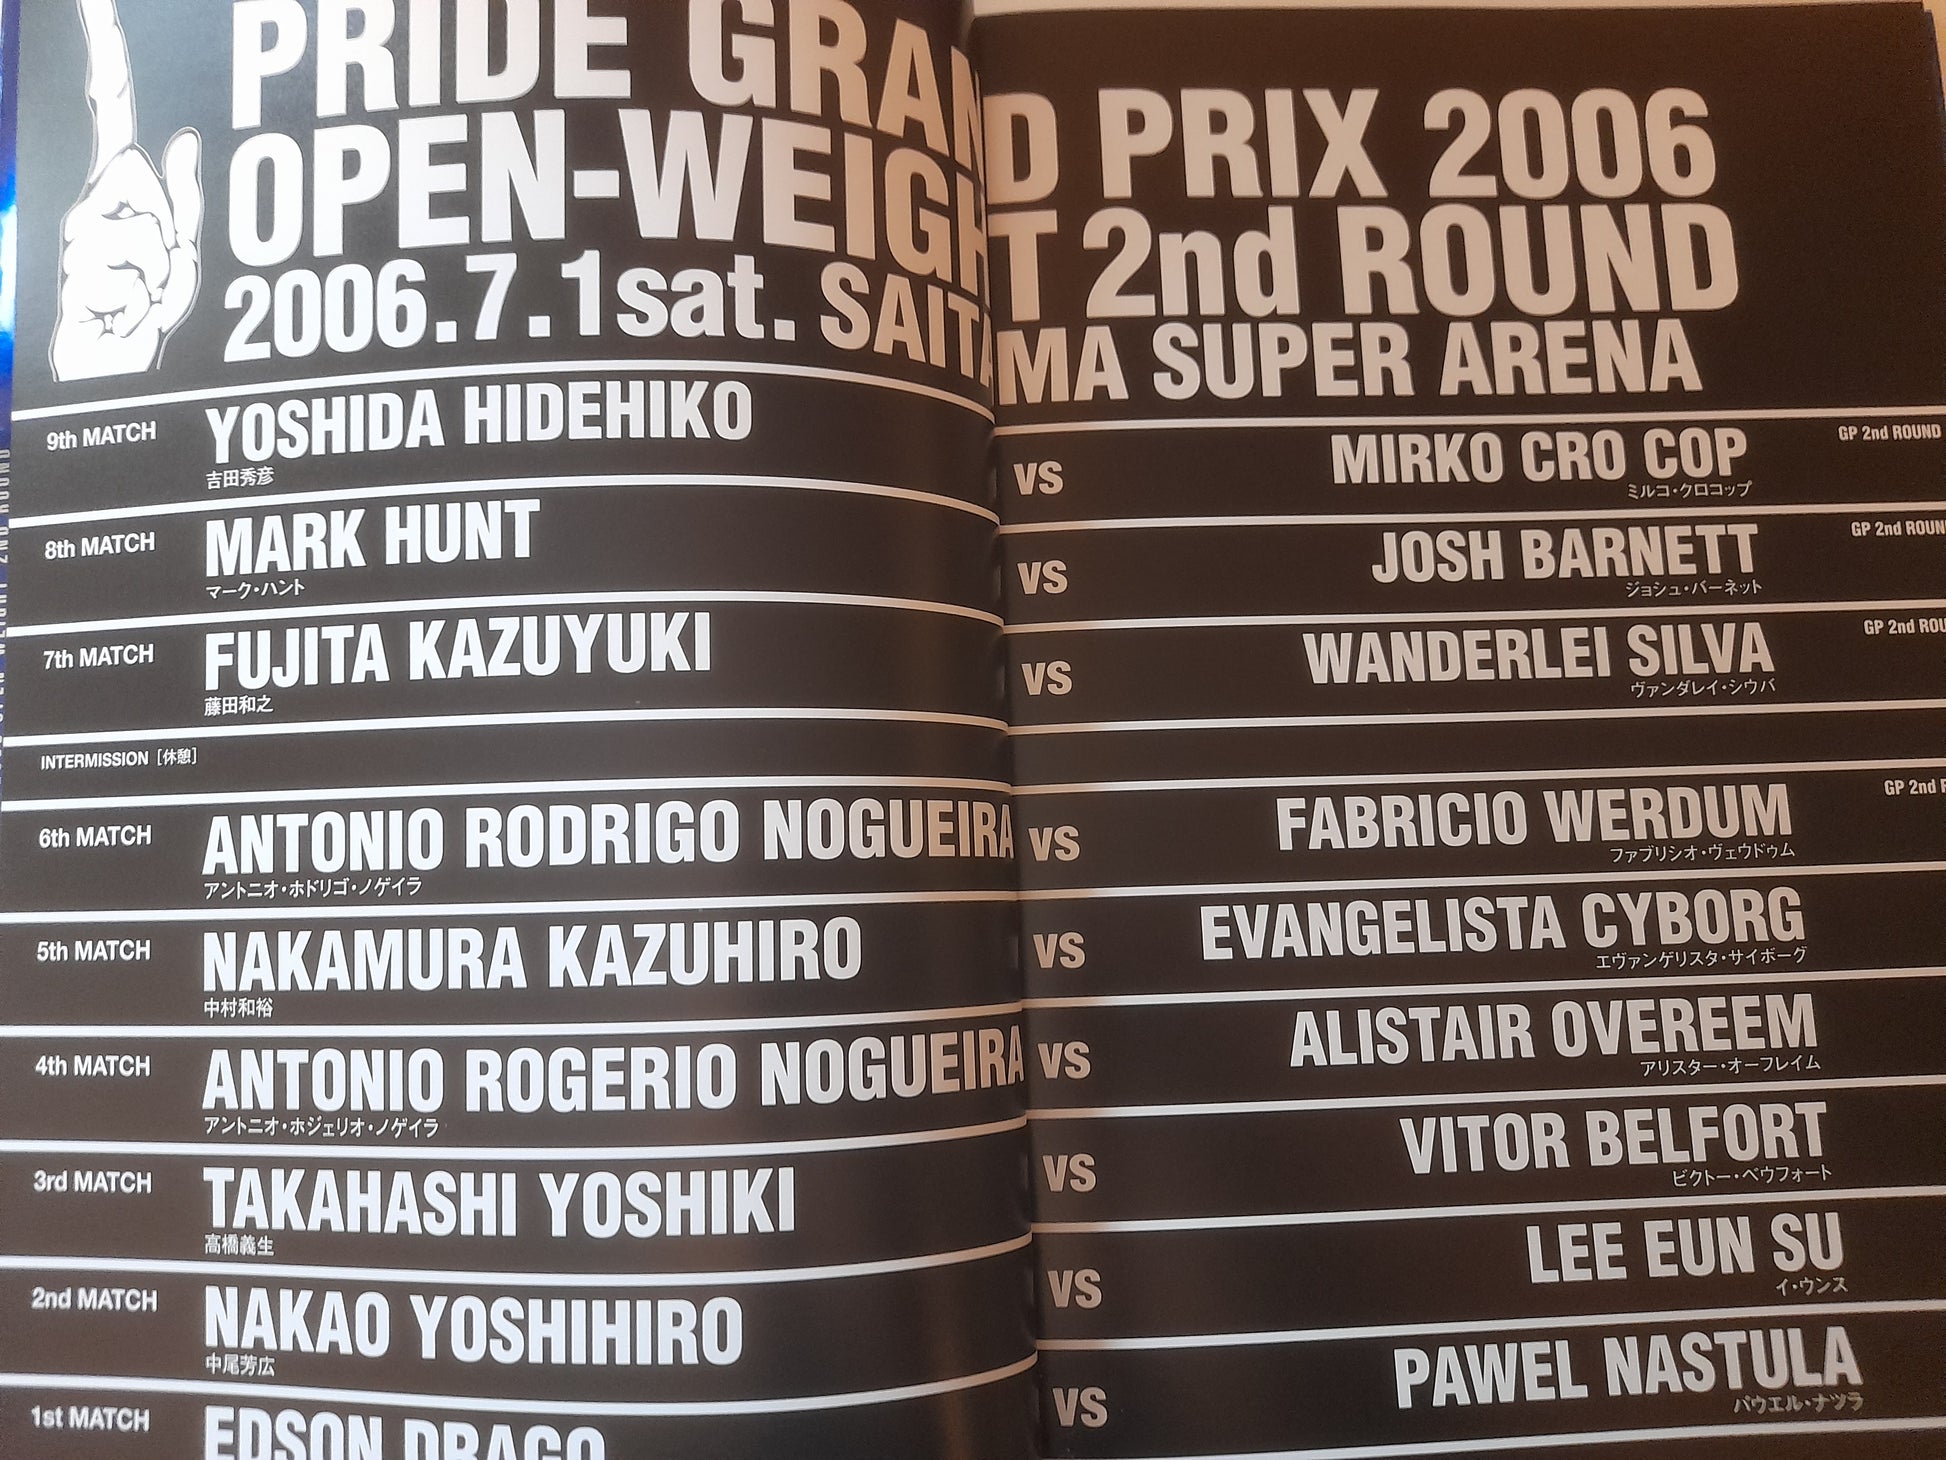 PRIDE GRAND PRIX 2006
OPEN-WEIGHT 2nd ROUND
2006.7.1sat. SAITAMA SUPER ARENA
9th MATCH YOSHIDA HIDEHIKO VS MIRKO CRO COP GP 2nd ROUND
吉田秀彦 ミルコ・クロコップ
8th MATCH MARK HUNT VS JOSH BARNETT GP 2nd ROUN
マーク・ハント ジョシュ・バーネット
7th MATCH FUJITA KAZUYUKI VS WANDERLEI SILVA GP 2nd ROU
藤田和之 ヴァンダレイ・シウバ
INTERMISSION [休憩]
6th MATCH ANTONIO RODRIGO NOGUEIRA VS FABRICIO WERDUM GP 2nd R
アントニオ・ホドリゴ・ノゲイラ ファブリシオ・ヴェウドゥム
5th MATCH NAKAMURA KAZUHIRO VS EVANGELISTA CYBORG
中村和裕 エヴァンゲリスタ・サイボーグ
4th MATCH ANTONIO ROGERIO NOGUEIRA VS ALISTAIR OVEREEM
アントニオ・ホジェリオ・ノゲイラ アリスター・オーフレイム
3rd MATCH TAKAHASHI YOSHIKI VS VITOR BELFORT
高橋義生 ビクトー・ベウフォート
2nd MATCH NAKAO YOSHIHIRO VS LEE EUN SU
中尾芳広 イ・ウンス
1st MATCH EDSON DRAGO VS PAWEL NASTULA
パウエル・ナツラ